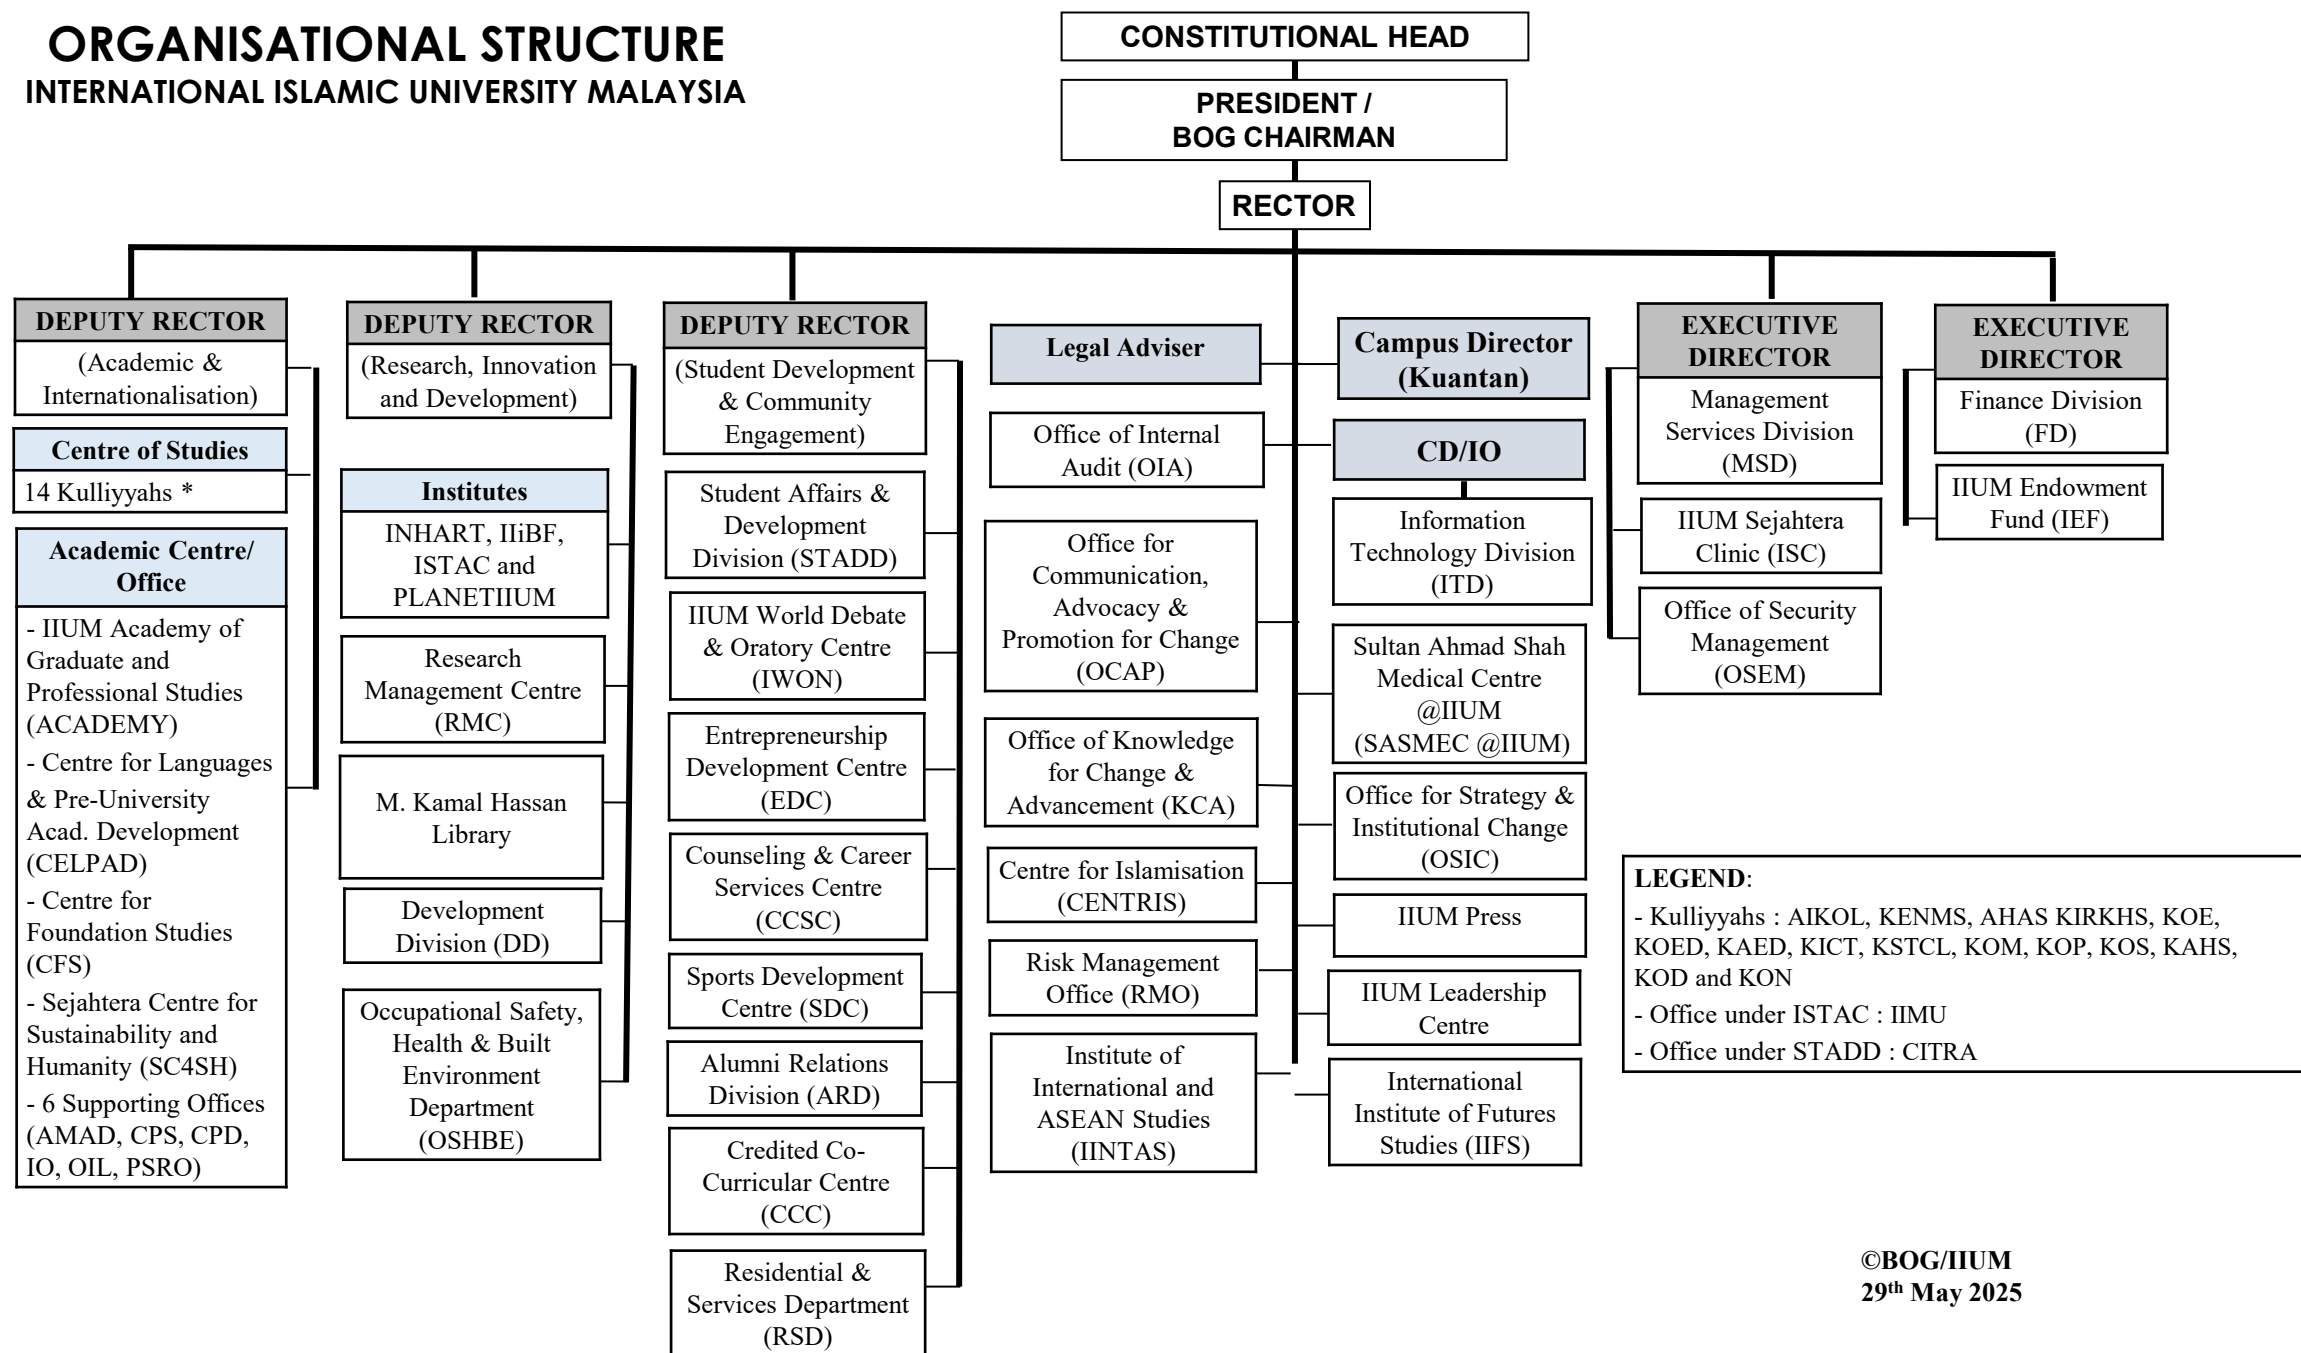 ORGANISATIONAL STRUCTURE
INTERNATIONAL ISLAMIC UNIVERSITY MALAYSIA
CONSTITUTIONAL HEAD
PRESIDENT /
BOG CHAIRMAN
RECTOR
DEPUTY RECTOR
(Academic &
Internationalisation)
Centre of Studies
14 Kulliyyahs *
Academic Centre/
Office
- IIUM Academy of
Graduate and
Professional Studies
(ACADEMY)
- Centre for Languages
& Pre-University
Acad. Development
(CELPAD)
- Centre for
Foundation Studies
(CFS)
- Sejahtera Centre for
Sustainability and
Humanity (SC4SH)
- 6 Supporting Offices
(AMAD, CPS, CPD,
IO, OIL, PSRO)
DEPUTY RECTOR
(Research, Innovation
and Development)
Institutes
INHART, IIiBF,
ISTAC and
PLANETIIUM
Research
Management Centre
(RMC)
M. Kamal Hassan
Library
Development
Division (DD)
Occupational Safety,
Health & Built
Environment
Department
(OSHBE)
DEPUTY RECTOR
(Student Development
& Community
Engagement)
Student Affairs &
Development
Division (STADD)
IIUM World Debate
& Oratory Centre
(IWON)
Entrepreneurship
Development Centre
(EDC)
Counseling & Career
Services Centre
(CCSC)
Sports Development
Centre (SDC)
Alumni Relations
Division (ARD)
Credited Co-
Curricular Centre
(CCC)
Residential &
Services Department
(RSD)
Legal Adviser
Office of Internal
Audit (OIA)
Office for
Communication,
Advocacy &
Promotion for Change
(OCAP)
Office of Knowledge
for Change &
Advancement (KCA)
Centre for Islamisation
(CENTRIS)
Risk Management
Office (RMO)
Institute of
International and
ASEAN Studies
(IINTAS)
Campus Director
(Kuantan)
CD/IO
Information
Technology Division
(ITD)
Sultan Ahmad Shah
Medical Centre
@IIUM
(SASMEC @IIUM)
Office for Strategy &
Institutional Change
(OSIC)
IIUM Press
IIUM Leadership
Centre
International
Institute of Futures
Studies (IIFS)
EXECUTIVE
DIRECTOR
Management
Services Division
(MSD)
IIUM Sejahtera
Clinic (ISC)
Office of Security
Management
(OSEM)
EXECUTIVE
DIRECTOR
Finance Division
(FD)
IIUM Endowment
Fund (IEF)
LEGEND:
- Kulliyyahs : AIKOL, KENMS, AHAS KIRKHS, KOE,
KOED, KAED, KICT, KSTCL, KOM, KOP, KOS, KAHS,
KOD and KON
- Office under ISTAC : IIMU
- Office under STADD : CITRA
©BOG/IIUM
29th May 2025